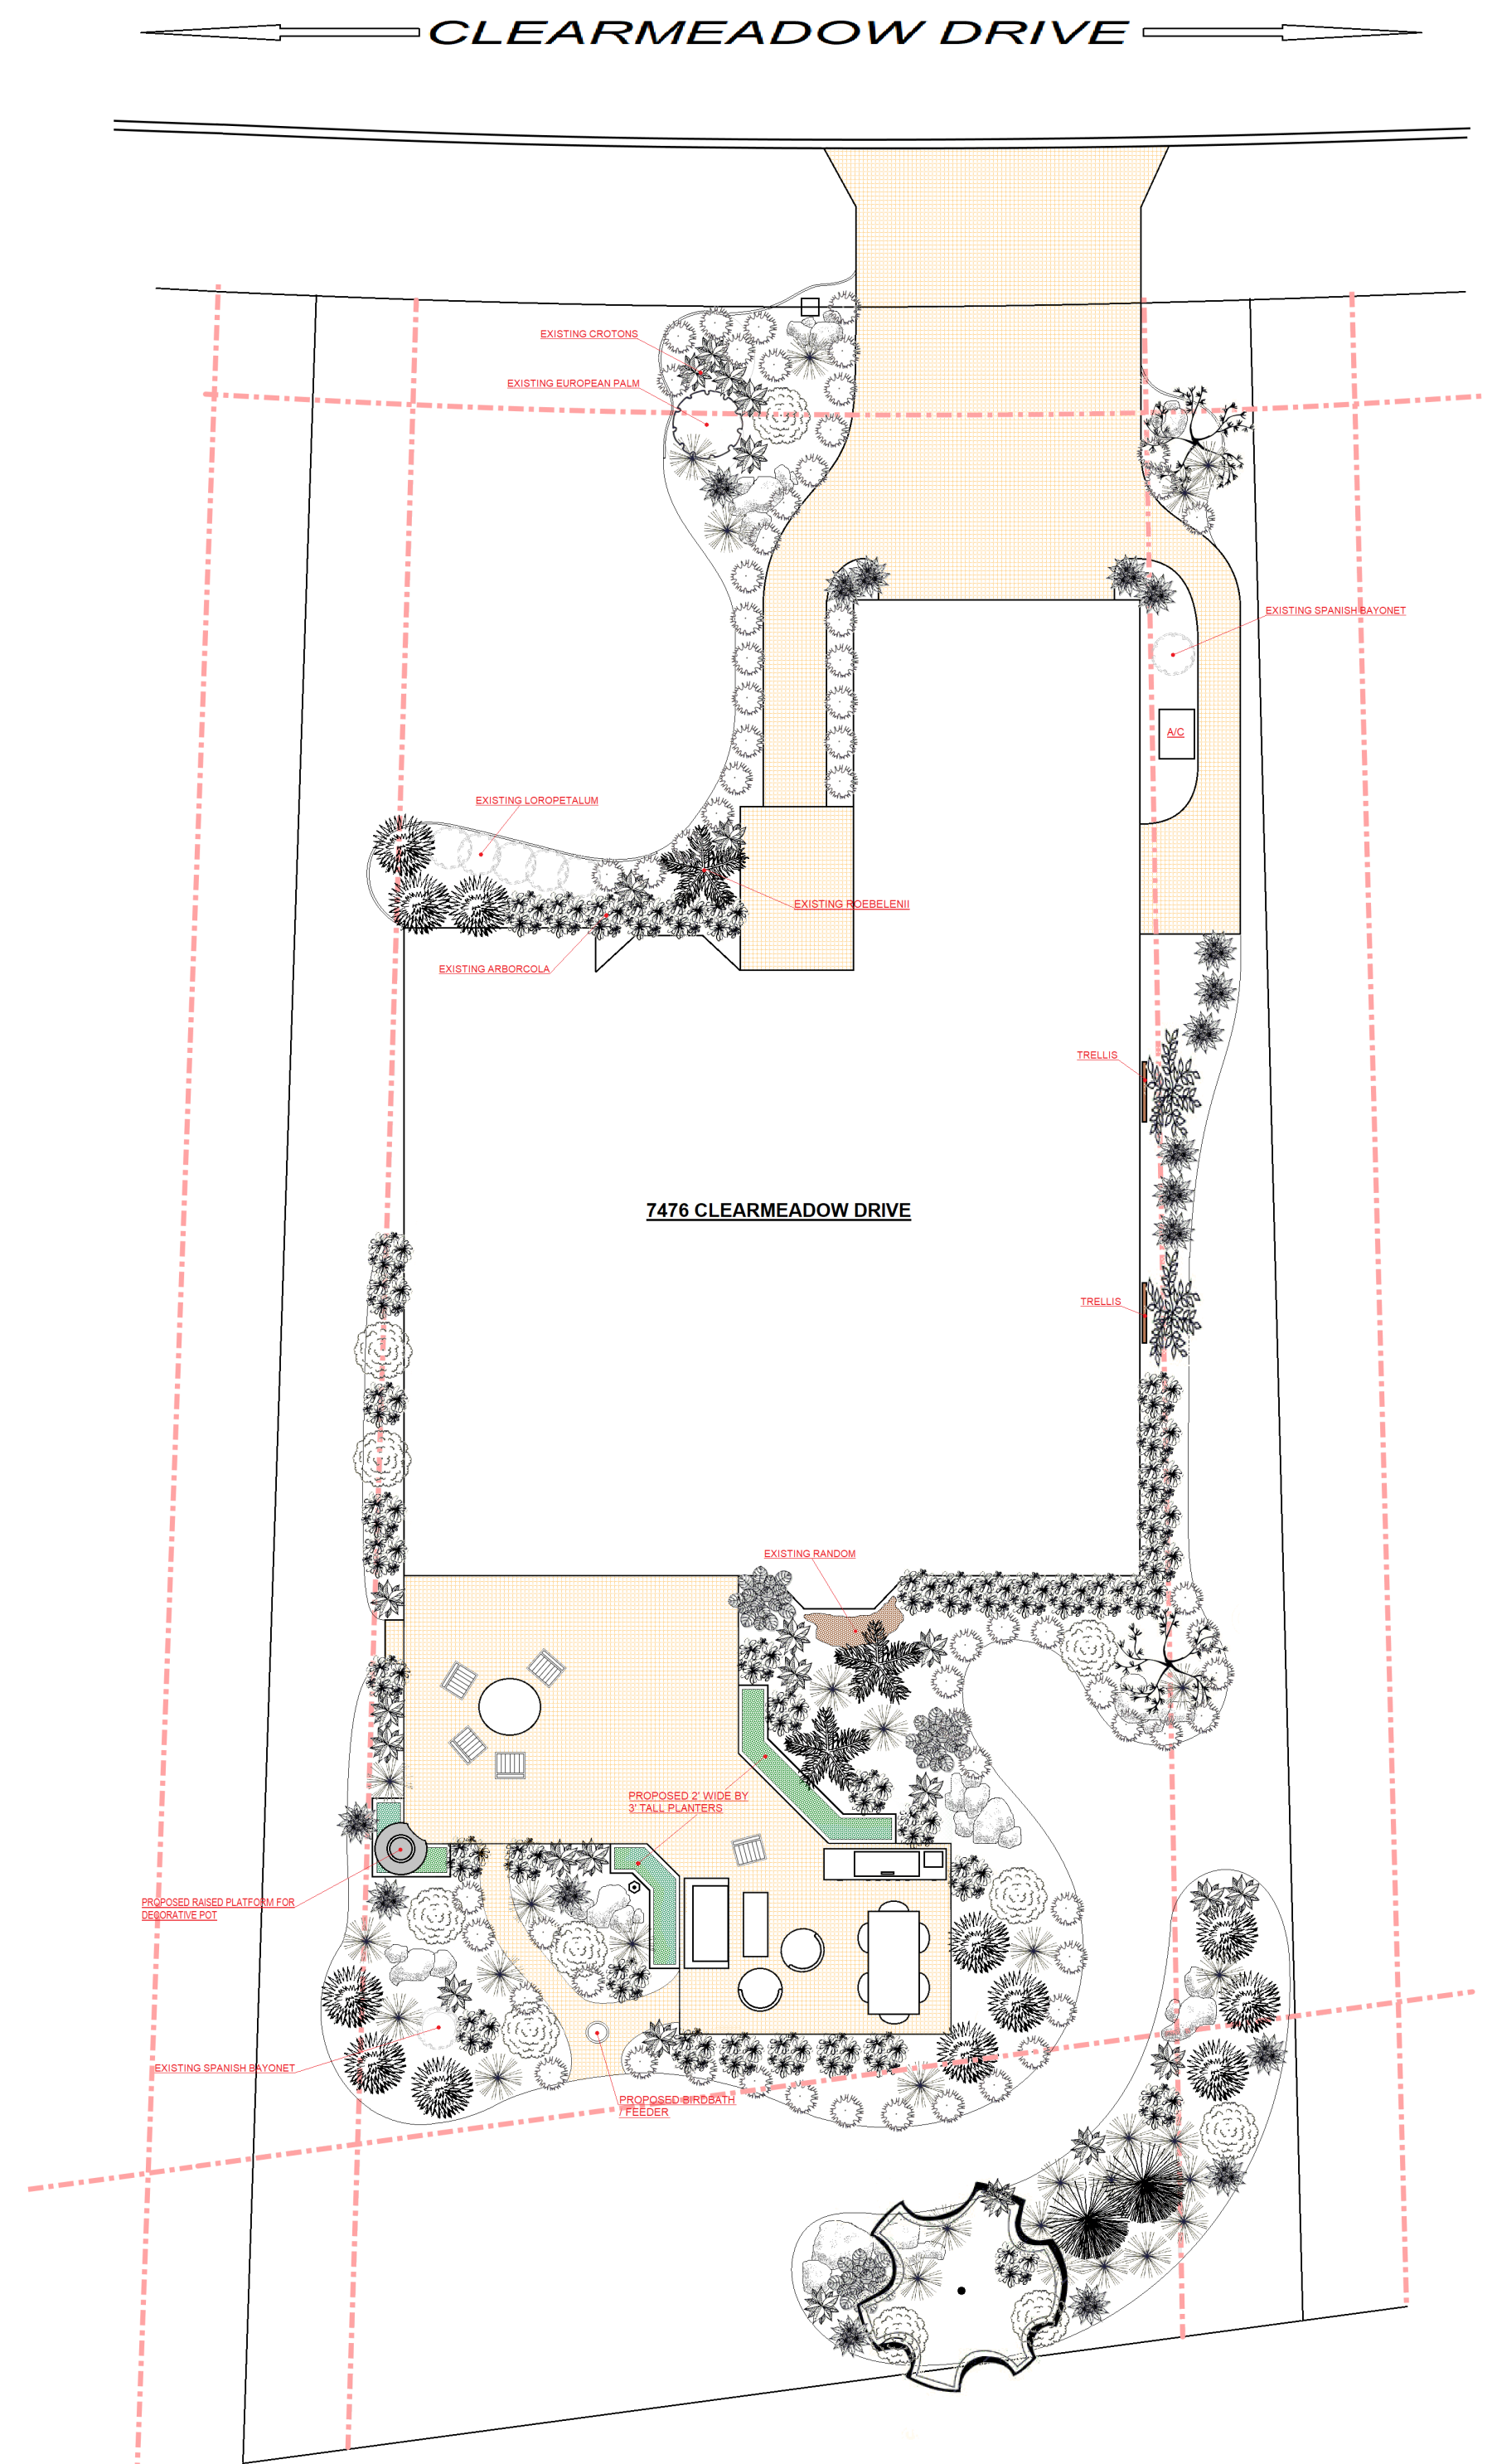 CLEARMEADOW DRIVE
EXISTING CROTONS
EXISTING EUROPEAN PALM
EXISTING SPANISH BAYONET
A/C
EXISTING LOROPETALUM
EXISTING ROEBELENII
EXISTING ARBORCOLA
TRELLIS
7476 CLEARMEADOW DRIVE
TRELLIS
EXISTING RANDOM
PROPOSED 2' WIDE BY
3' TALL PLANTERS
PROPOSED RAISED PLATFORM FOR
DECORATIVE POT
EXISTING SPANISH BAYONET
PROPOSED BIRDBATH
/ FEEDER